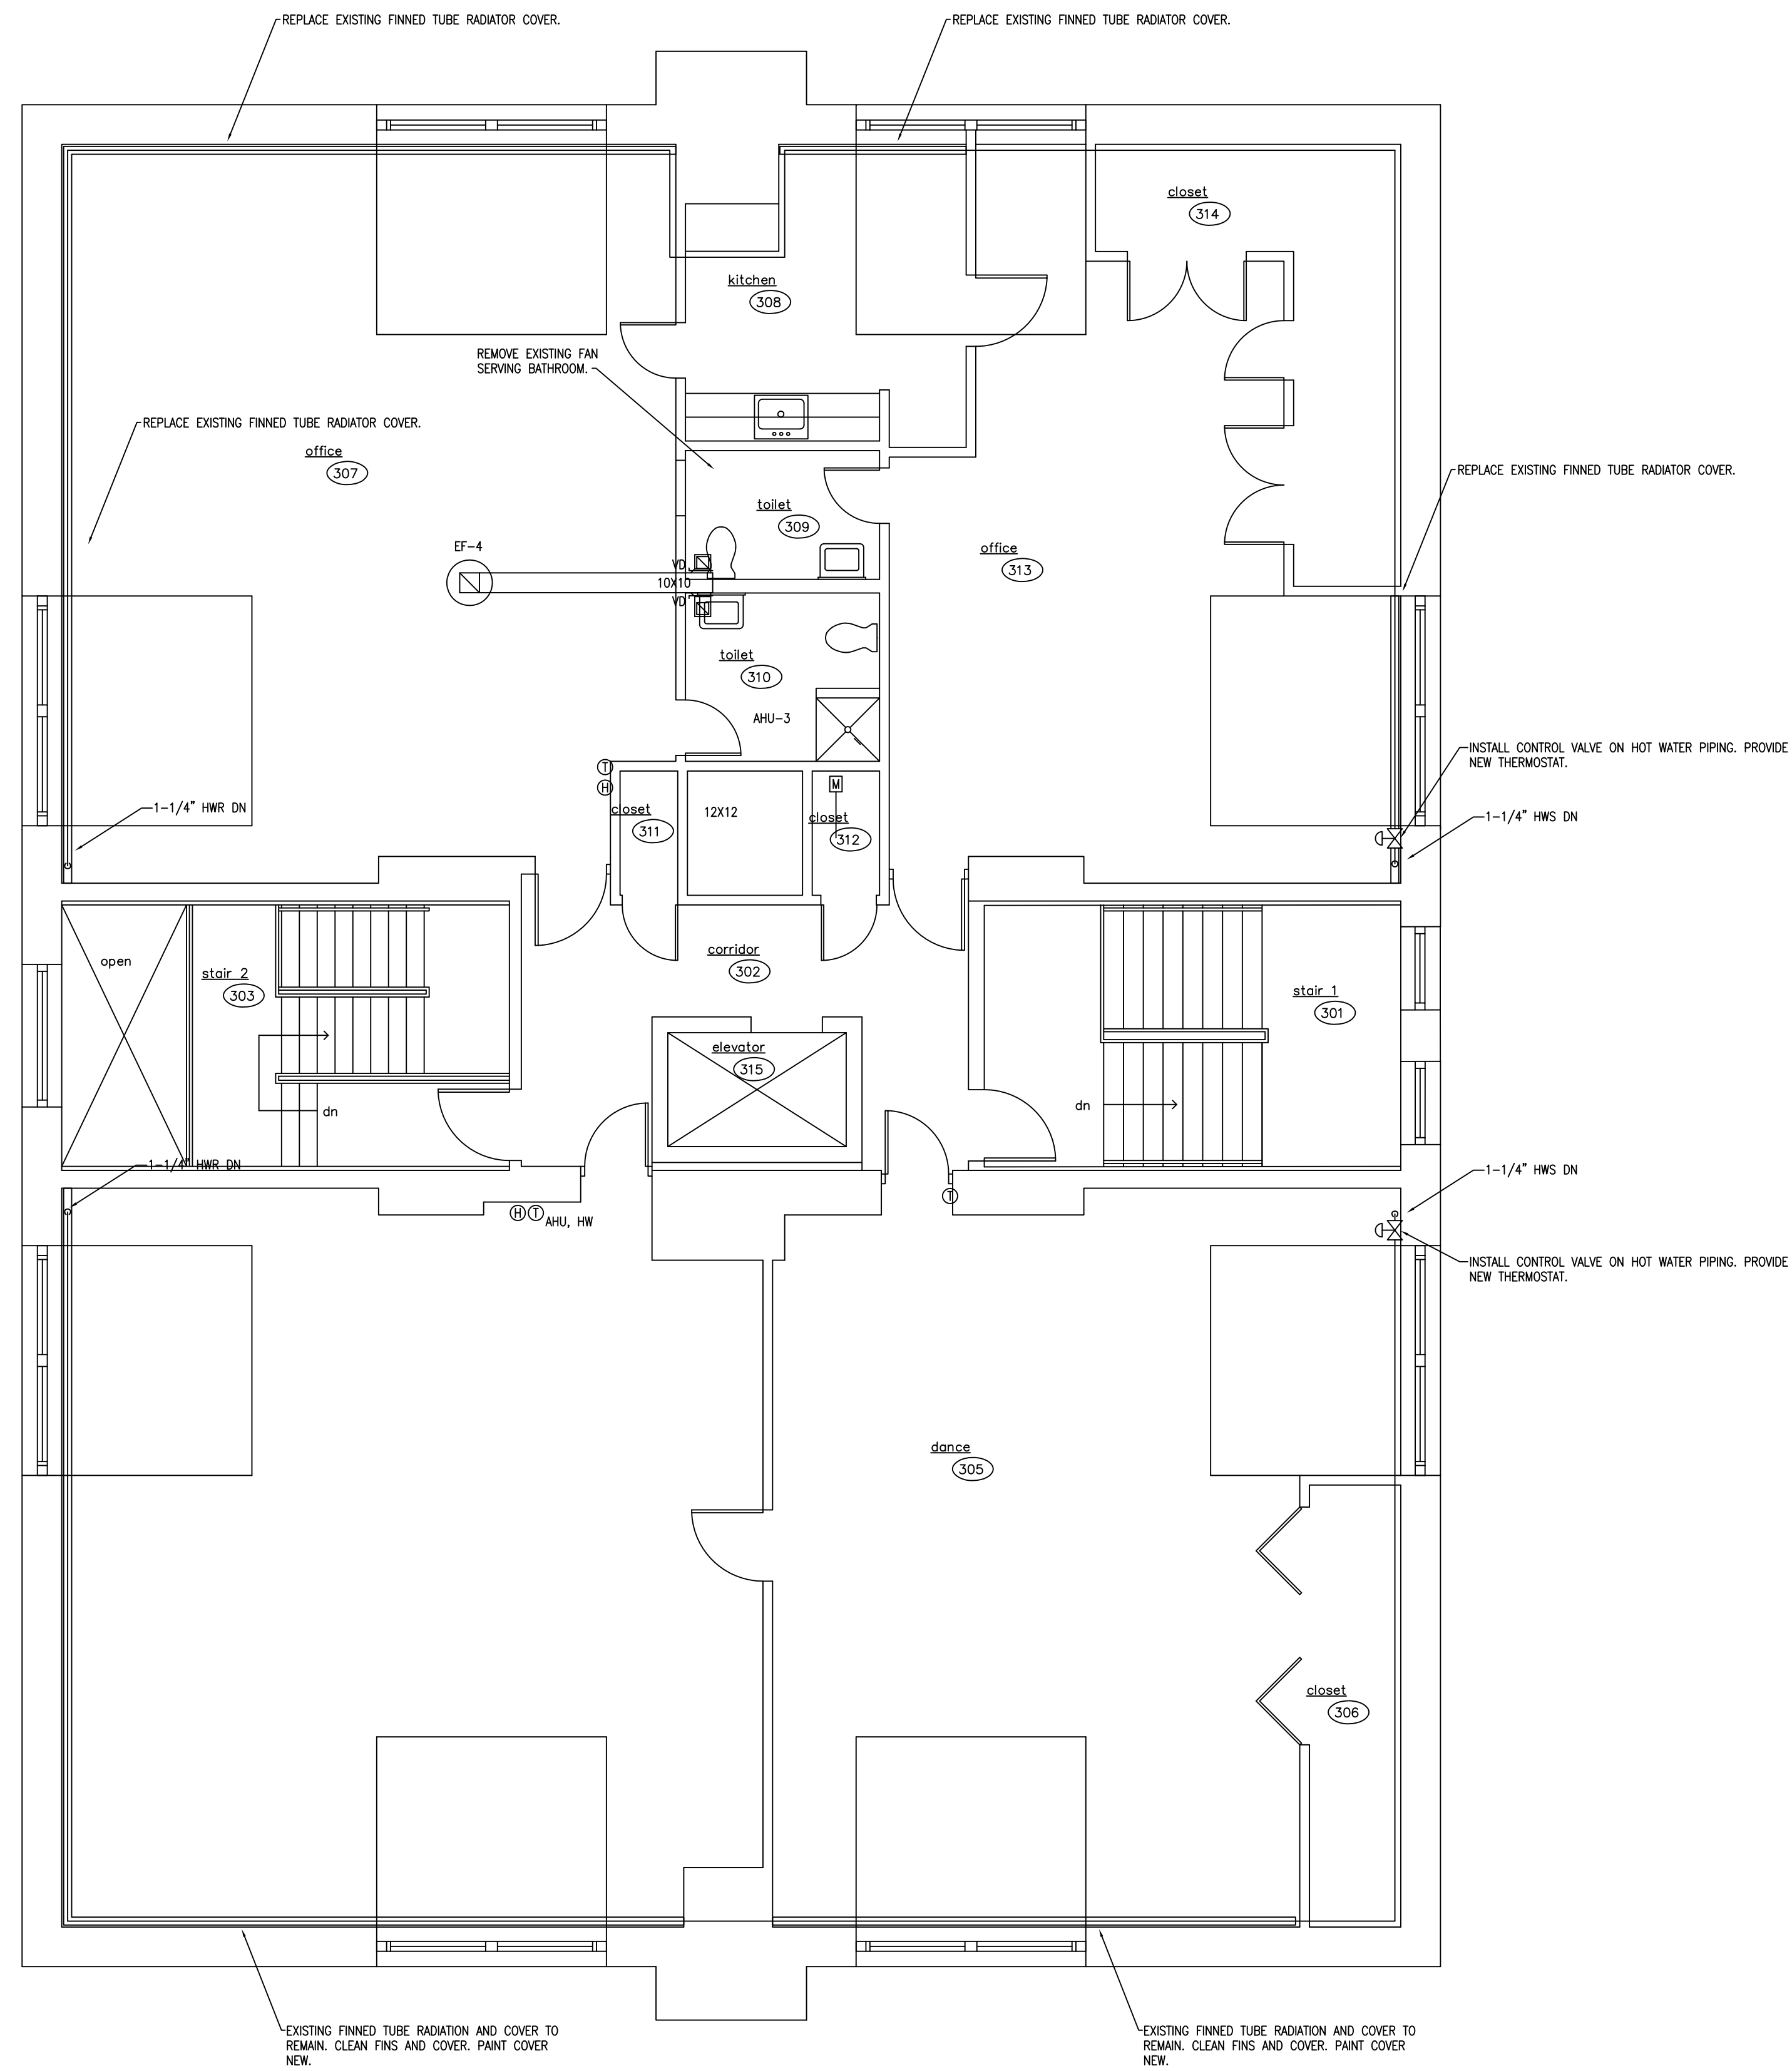 REPLACE EXISTING FINNED TUBE RADIATOR COVER.
REPLACE EXISTING FINNED TUBE RADIATOR COVER.
closet
314
kitchen
308
REMOVE EXISTING FAN
SERVING BATHROOM.
REPLACE EXISTING FINNED TUBE RADIATOR COVER.
office
307
REPLACE EXISTING FINNED TUBE RADIATOR COVER.
toilet
309
EF-4
office
313
VD
10X10
VD
toilet
310
AHU-3
INSTALL CONTROL VALVE ON HOT WATER PIPING. PROVIDE
NEW THERMOSTAT.
T
H
M
1-1/4" HWR DN
closet
311
12X12
closet
312
1-1/4" HWS DN
open
stair 2
303
corridor
302
stair 1
301
elevator
315
dn
dn
1-1/4" HWR DN
1-1/4" HWS DN
H
T
AHU, HW
T
INSTALL CONTROL VALVE ON HOT WATER PIPING. PROVIDE
NEW THERMOSTAT.
dance
305
closet
306
EXISTING FINNED TUBE RADIATION AND COVER TO
REMAIN. CLEAN FINS AND COVER. PAINT COVER
NEW.
EXISTING FINNED TUBE RADIATION AND COVER TO
REMAIN. CLEAN FINS AND COVER. PAINT COVER
NEW.